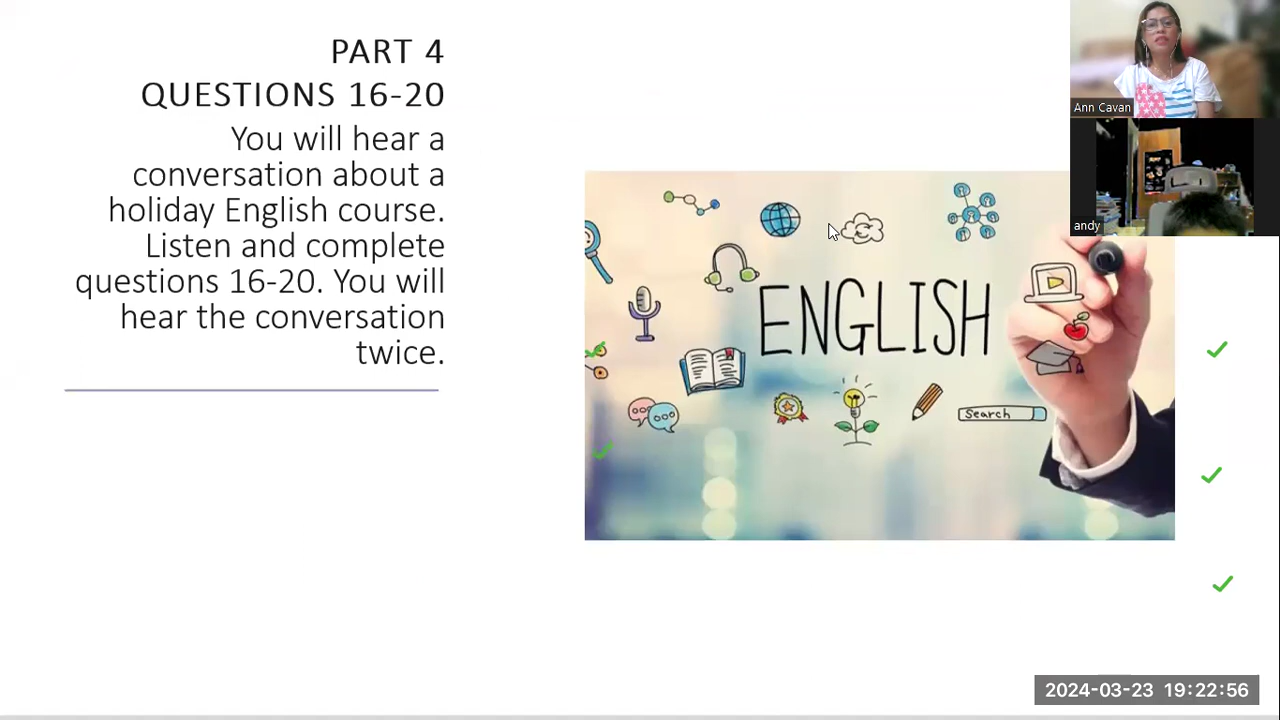 PART 4
QUESTIONS 16-20
You will hear a
conversation about a
holiday English course.
Listen and complete
questions 16-20. You will
hear the conversation
twice.
ENGLISH
Search
Ann Cavan
andy
2024-03-23 19:22:56